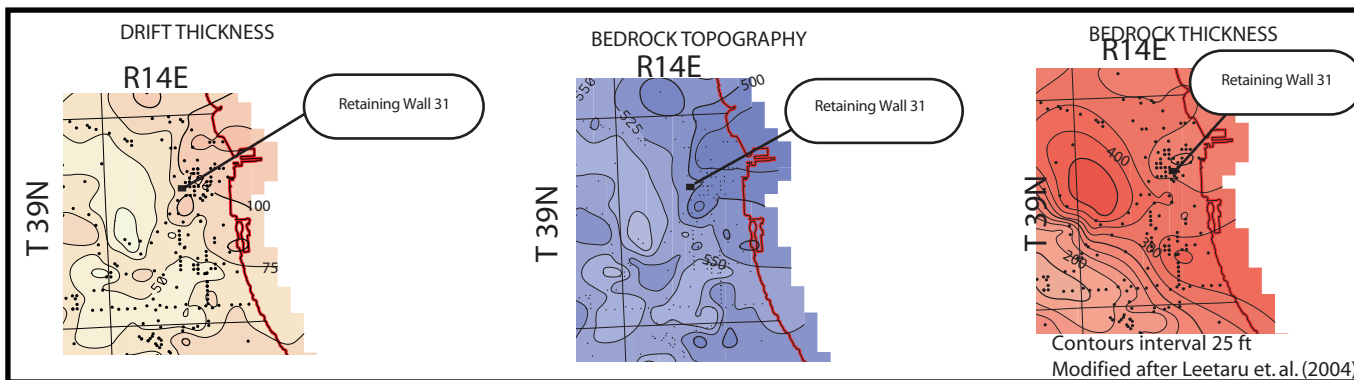 DRIFT THICKNESS
R14E
Retaining Wall 31
T 39N
100
75
50
BEDROCK TOPOGRAPHY
R14E
Retaining Wall 31
T 39N
550
500
525
550
BEDROCK THICKNESS
R14E
Retaining Wall 31
T 39N
400
300
200
Contours interval 25 ft
Modified after Leetaru et. al. (2004)